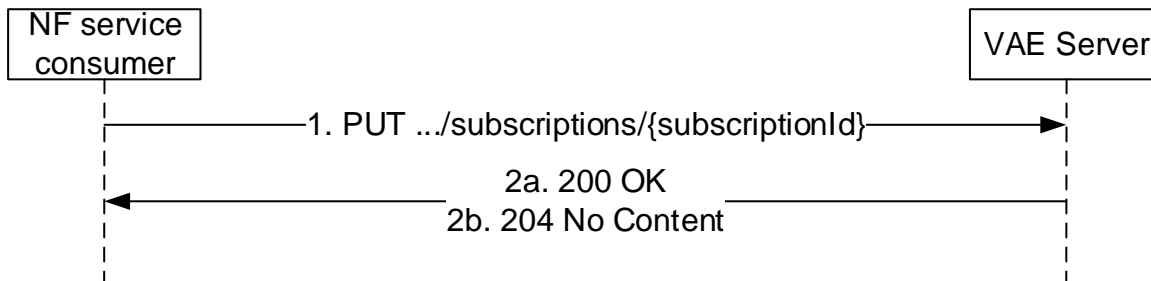 NF service
consumer
VAE Server
1. PUT .../subscriptions/{subscriptionId}
2a. 200 OK
2b. 204 No Content